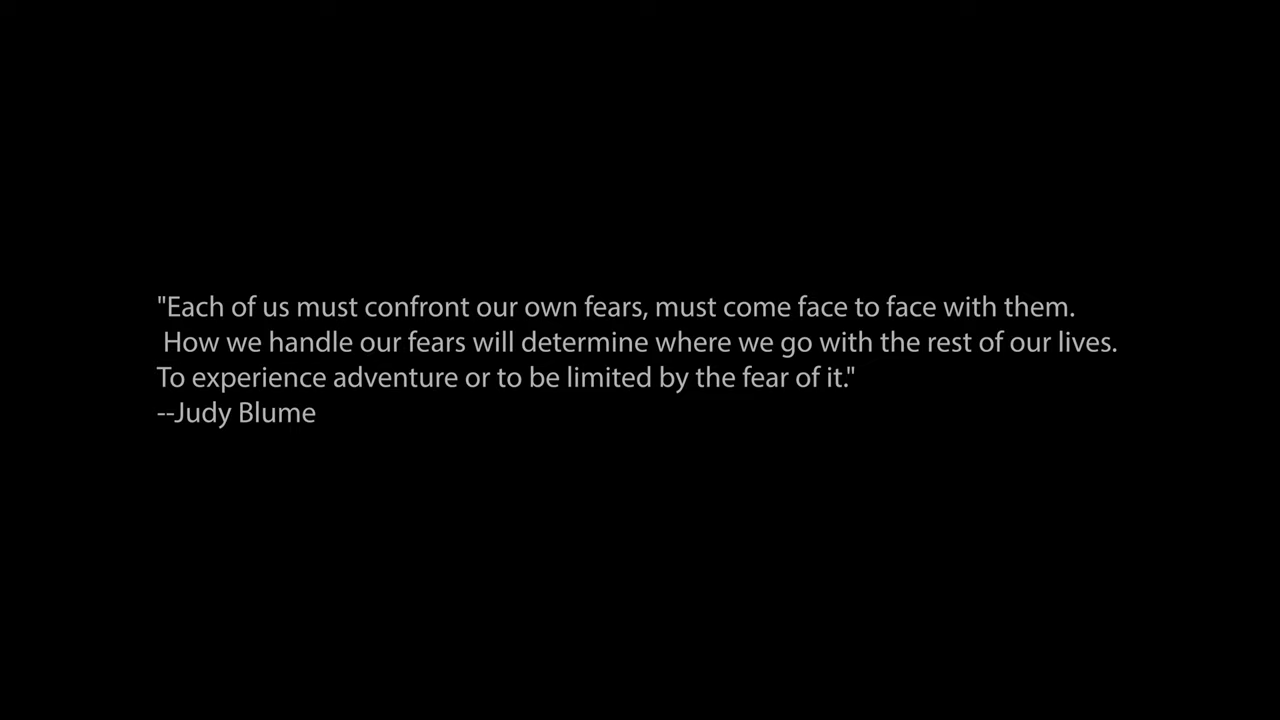 "Each of us must confront our own fears, must come face to face with them.
How we handle our fears will determine where we go with the rest of our lives.
To experience adventure or to be limited by the fear of it."
--Judy Blume